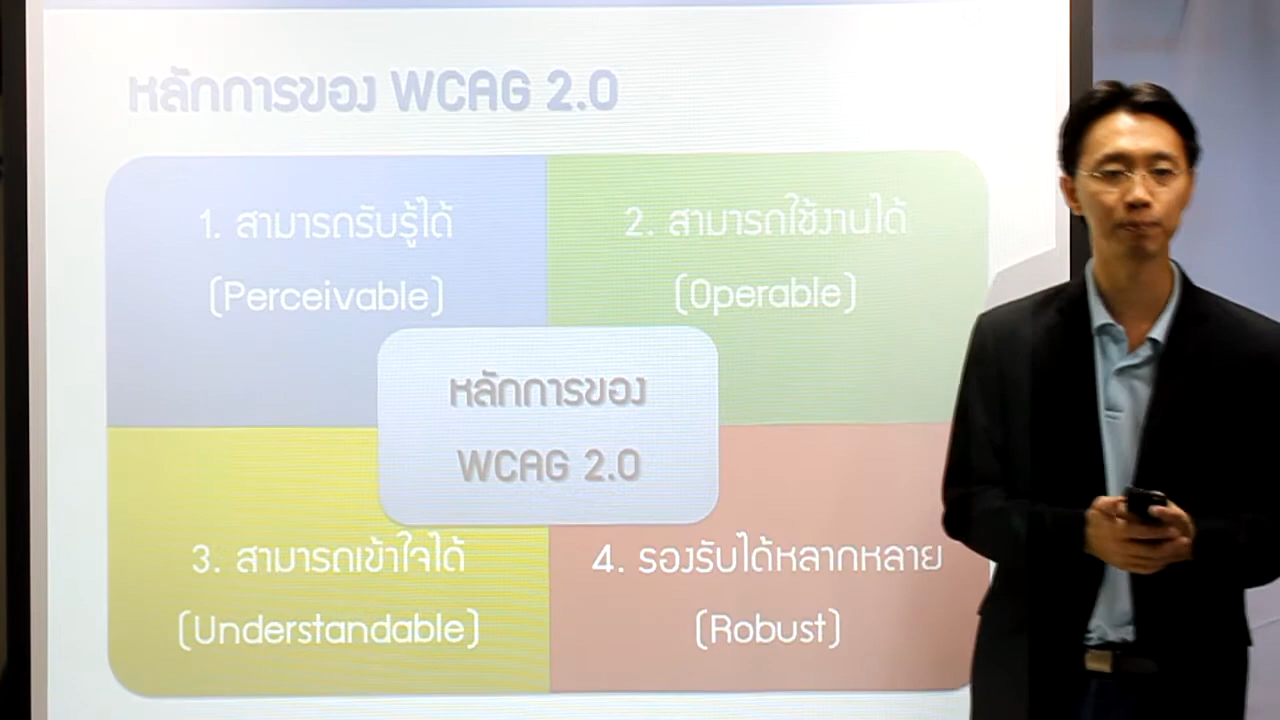 หลักการของ WCAG 2.0
1. สามารถรับรู้ได้
(Perceivable)
2. สามารถใช้งานได้
(Operable)
หลักการของ
WCAG 2.0
3. สามารถเข้าใจได้
(Understandable)
4. รองรับได้หลากหลาย
(Robust)